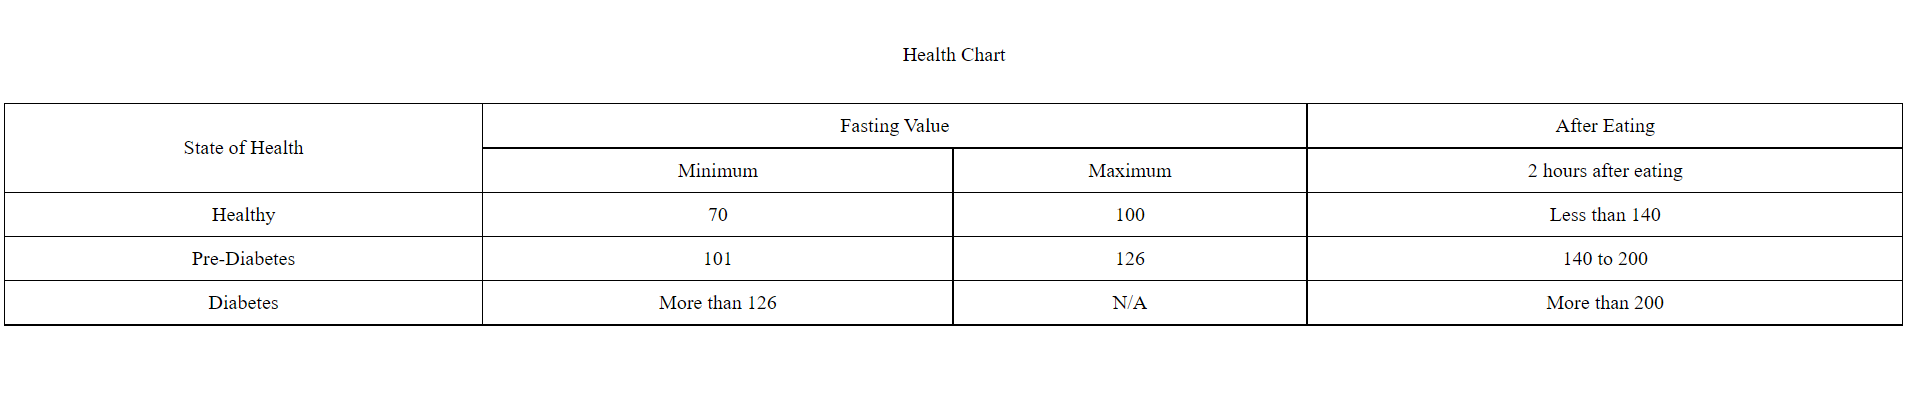 Health Chart
State of Health Fasting Value After Eating
Minimum Maximum 2 hours after eating
Healthy 70 100 Less than 140
Pre-Diabetes 101 126 140 to 200
Diabetes More than 126 N/A More than 200